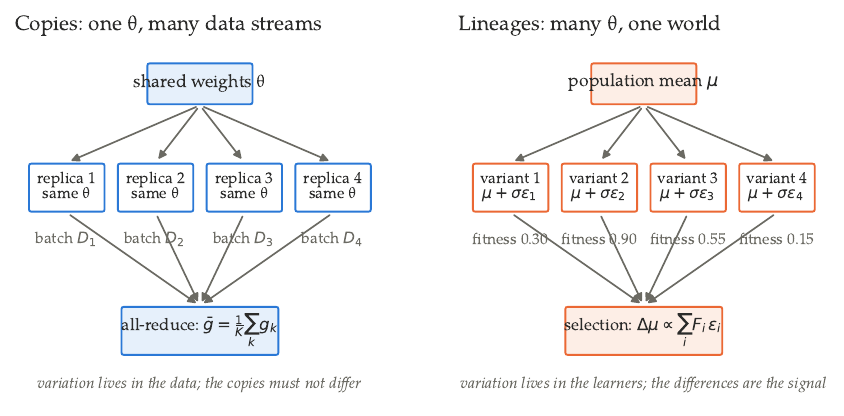 Copies: one θ, many data streams
shared weights θ
replica 1
same θ
replica 2
same θ
replica 3
same θ
replica 4
same θ
batch D₁
batch D₂
batch D₃
batch D₄
all-reduce: ḡ = 1/K ∑ₖ gₖ
variation lives in the data; the copies must not differ
Lineages: many θ, one world
population mean μ
variant 1
μ + σε₁
variant 2
μ + σε₂
variant 3
μ + σε₃
variant 4
μ + σε₄
fitness 0.30
fitness 0.90
fitness 0.55
fitness 0.15
selection: Δμ ∝ ∑ᵢ Fᵢ εᵢ
variation lives in the learners; the differences are the signal